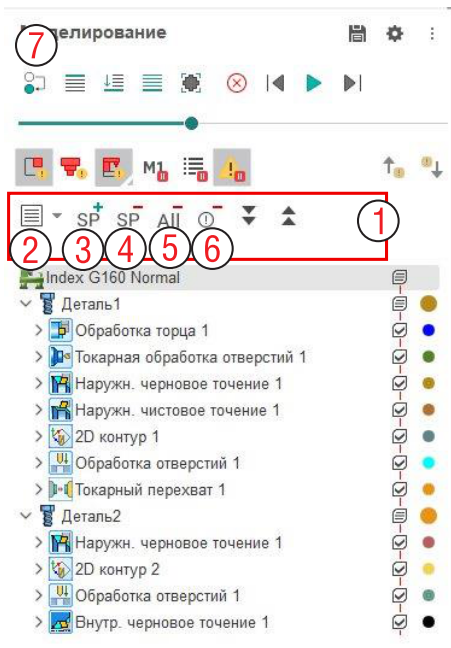 Моделирование
7
M1
1
SP SP All
2 3 4 5 6
Index G160 Normal
Деталь1
Обработка торца 1
Токарная обработка отверстий 1
Наружн. черновое точение 1
Наружн. чистовое точение 1
2D контур 1
Обработка отверстий 1
Токарный перехват 1
Деталь2
Наружн. черновое точение 1
2D контур 2
Обработка отверстий 1
Внутр. черновое точение 1